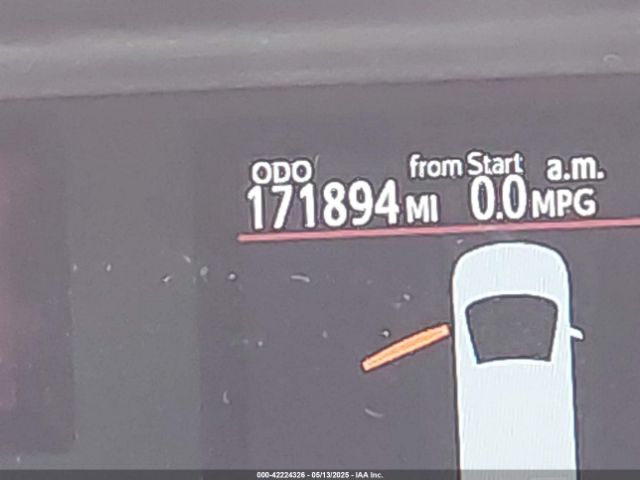 ODO from Start a.m.
171894 MI 0.0 MPG
000-42224326 - 05/13/2025 - IAA Inc.